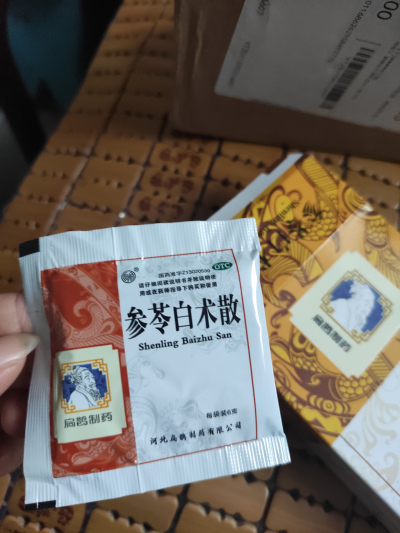 国药准字Z13020550
OTC
请仔细阅读说明书并按说明使
用或在药师指导下购买和使用
参苓白术散
Shenling Baizhu San
扁鹊制药
每袋装6克
河北扁鹊制药有限公司
扁鹊制药